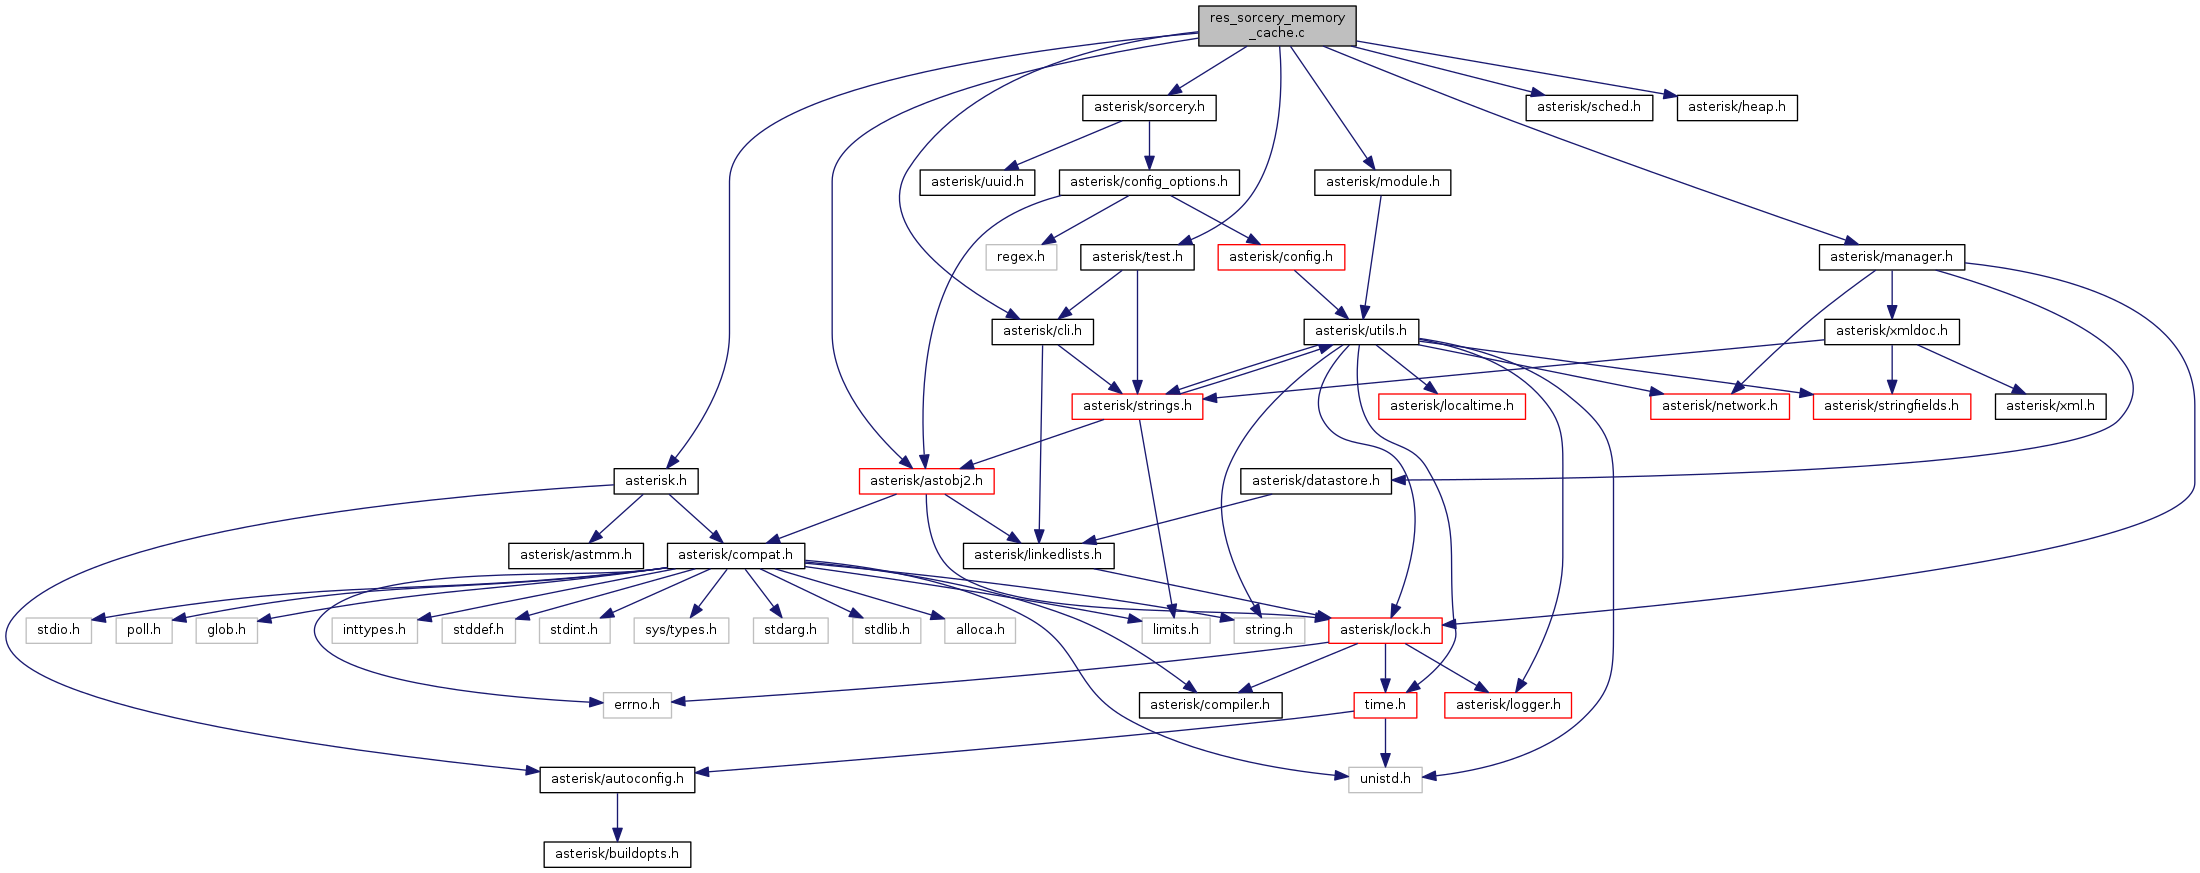 res_sorcery_memory
_cache.c
asterisk/sorcery.h
asterisk/sched.h
asterisk/heap.h
asterisk/uuid.h
asterisk/config_options.h
asterisk/module.h
regex.h
asterisk/test.h
asterisk/config.h
asterisk/manager.h
asterisk/cli.h
asterisk/utils.h
asterisk/xmldoc.h
asterisk/strings.h
asterisk/localtime.h
asterisk/network.h
asterisk/stringfields.h
asterisk/xml.h
asterisk.h
asterisk/astobj2.h
asterisk/datastore.h
asterisk/astmm.h
asterisk/compat.h
asterisk/linkedlists.h
stdio.h
poll.h
glob.h
inttypes.h
stddef.h
stdint.h
sys/types.h
stdarg.h
stdlib.h
alloca.h
limits.h
string.h
asterisk/lock.h
errno.h
asterisk/compiler.h
time.h
asterisk/logger.h
asterisk/autoconfig.h
unistd.h
asterisk/buildopts.h